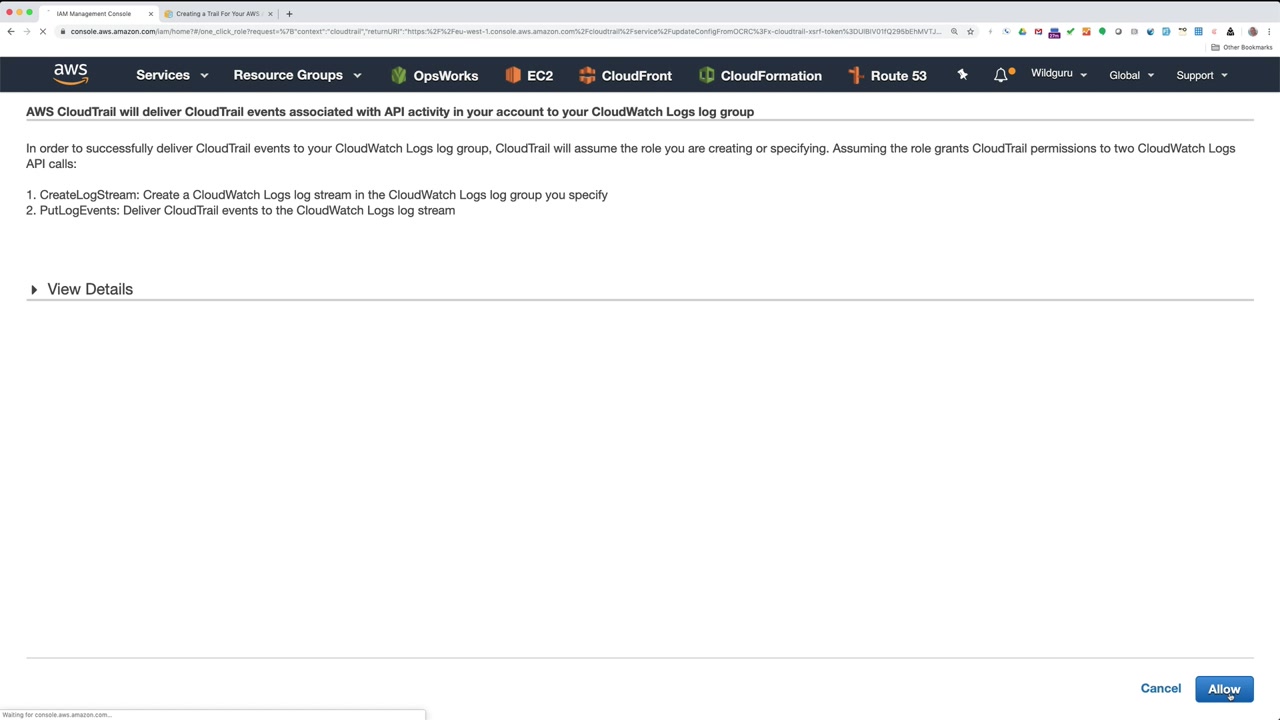 IAM Management Console
Creating a Trail For Your AWS
console.aws.amazon.com/iam/home?#/one_click_role?request=%7B"context":"cloudtrail","returnURI":"https:%2F%2Feu-west-1.console.aws.amazon.com%2Fcloudtrail%2Fservice%2FupdateConfigFromOCRC%3Fx-cloudtrail-xsrf-token%3D
Other Bookmarks
aws
Services
Resource Groups
OpsWorks
EC2
CloudFront
CloudFormation
Route 53
Wildguru
Global
Support
AWS CloudTrail will deliver CloudTrail events associated with API activity in your account to your CloudWatch Logs log group
In order to successfully deliver CloudTrail events to your CloudWatch Logs log group, CloudTrail will assume the role you are creating or specifying. Assuming the role grants CloudTrail permissions to two CloudWatch Logs
API calls:
1. CreateLogStream: Create a CloudWatch Logs log stream in the CloudWatch Logs log group you specify
2. PutLogEvents: Deliver CloudTrail events to the CloudWatch Logs log stream
View Details
Cancel
Allow
Waiting for console.aws.amazon.com...